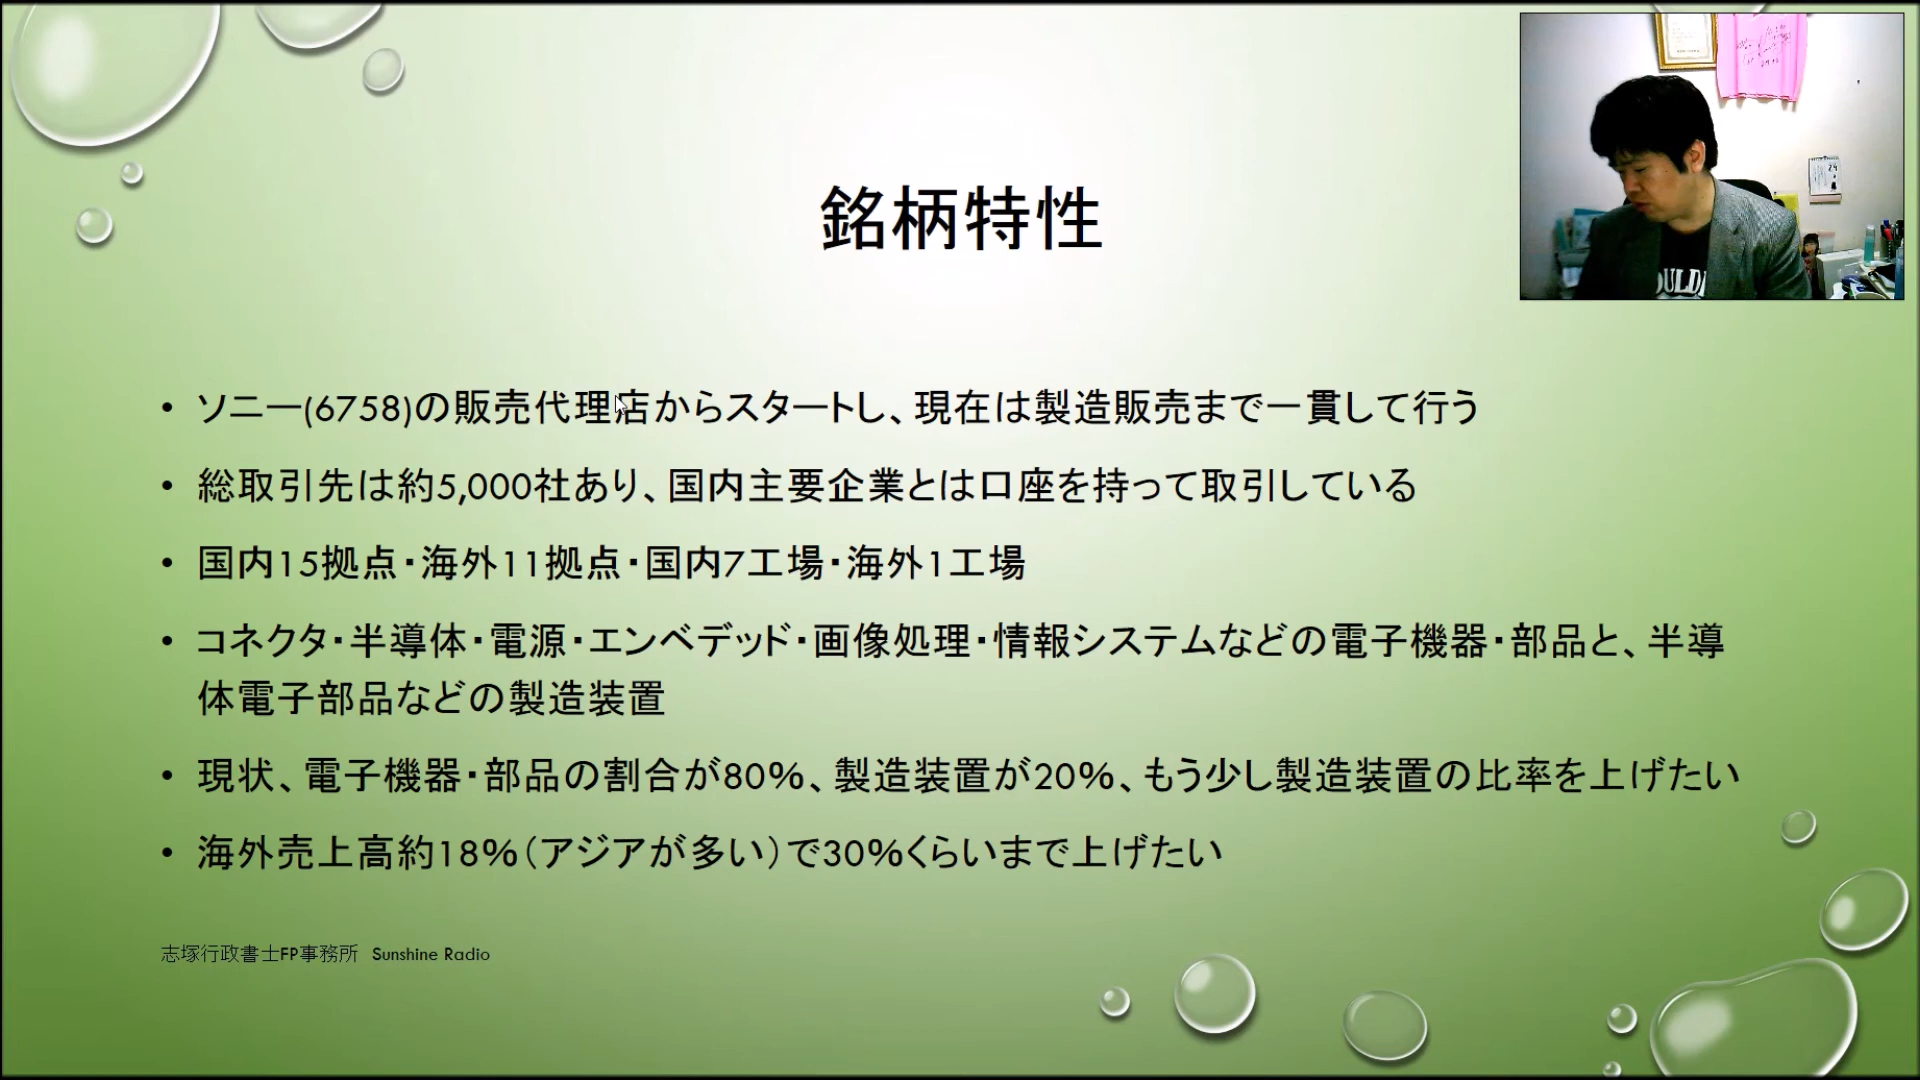 銘柄特性
• ソニー(6758)の販売代理店からスタートし、現在は製造販売まで一貫して行う
• 総取引先は約5,000社あり、国内主要企業とは口座を持って取引している
• 国内15拠点・海外11拠点・国内7工場・海外1工場
• コネクタ・半導体・電源・エンベデッド・画像処理・情報システムなどの電子機器・部品と、半導
体電子部品などの製造装置
• 現状、電子機器・部品の割合が80%、製造装置が20%、もう少し製造装置の比率を上げたい
• 海外売上高約18%（アジアが多い）で30%くらいまで上げたい
志塚行政書士FP事務所 Sunshine Radio